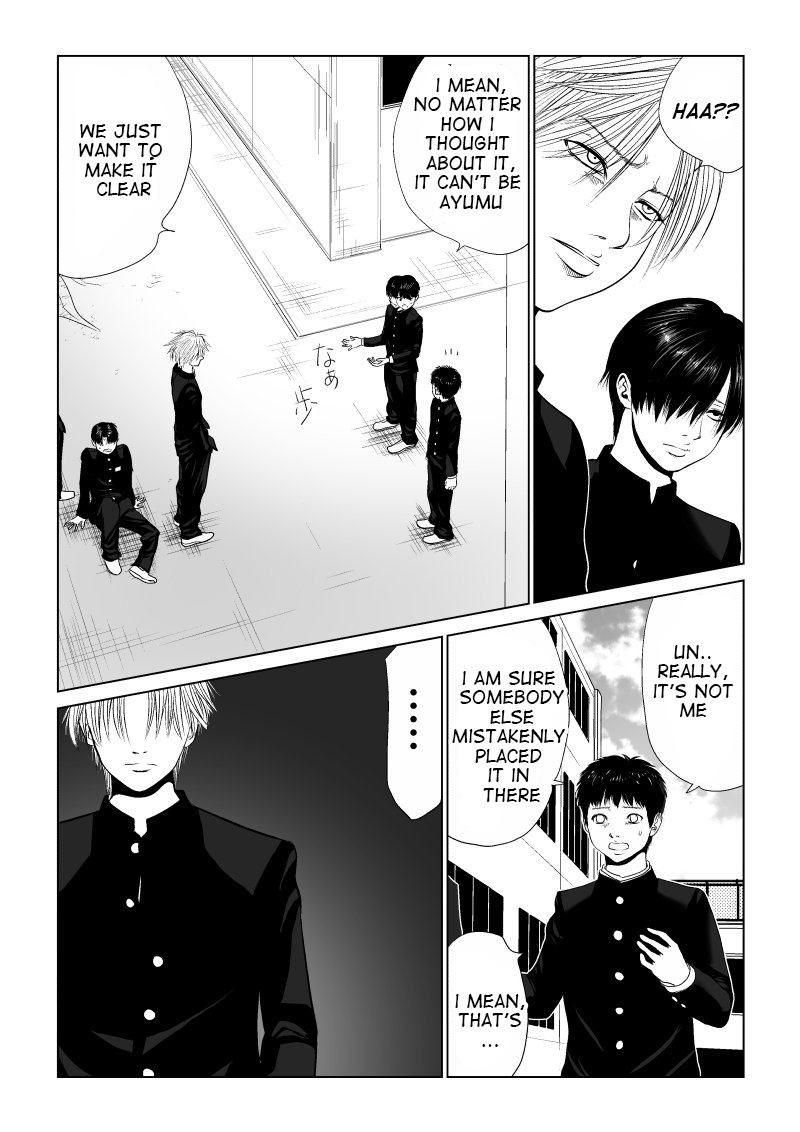 HAA??
I MEAN,
NO MATTER
HOW I
THOUGHT
ABOUT IT,
IT CAN'T BE
AYUMU
なぁ
歩
WE JUST
WANT TO
MAKE IT
CLEAR
UN..
REALLY,
IT'S NOT
ME
I AM SURE
SOMEBODY
ELSE
MISTAKENLY
PLACED
IT IN
THERE
I MEAN,
THAT'S
...
.....